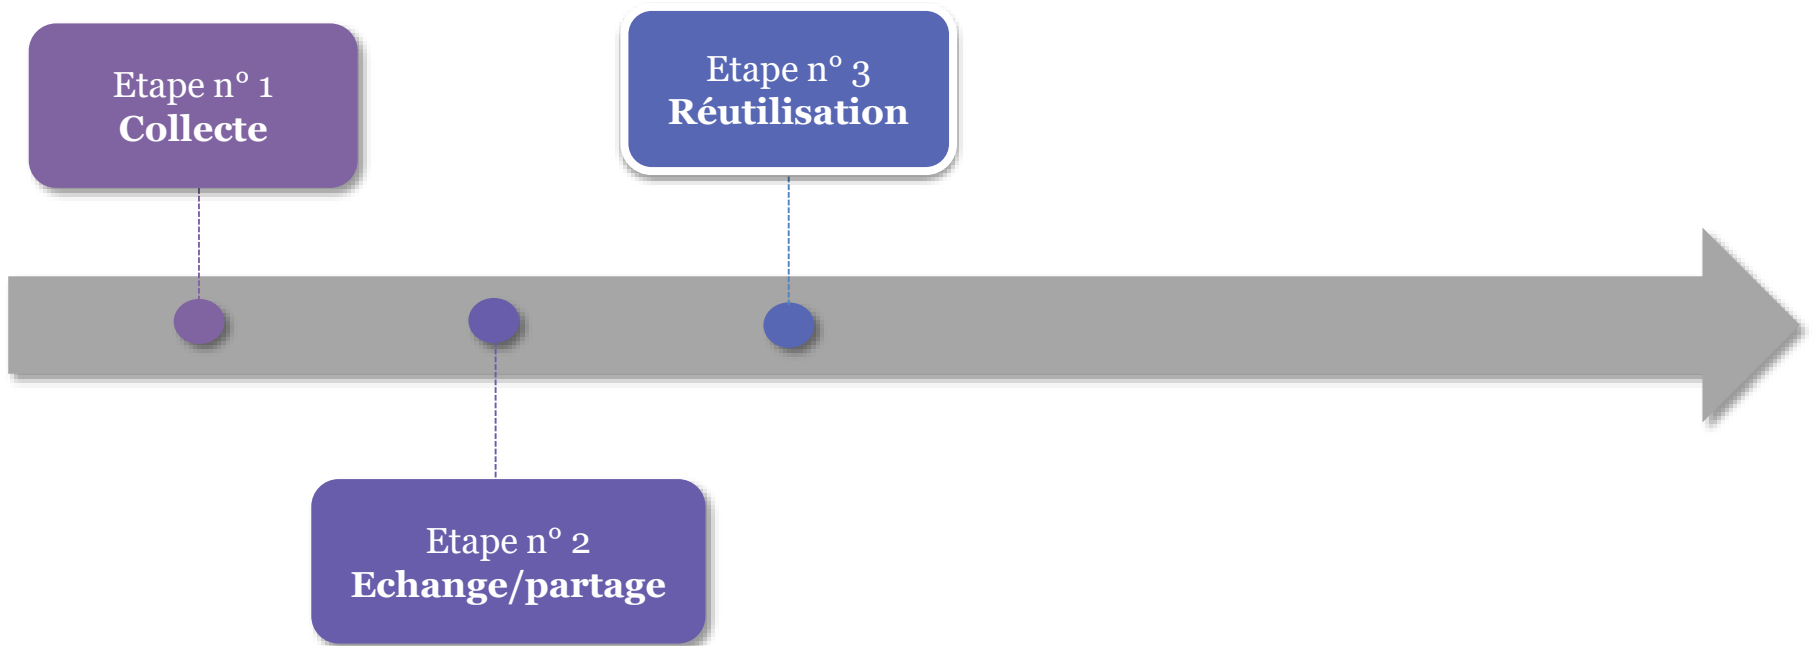 Etape n° 1
Collecte
Etape n° 2
Echange/partage
Etape n° 3
Réutilisation